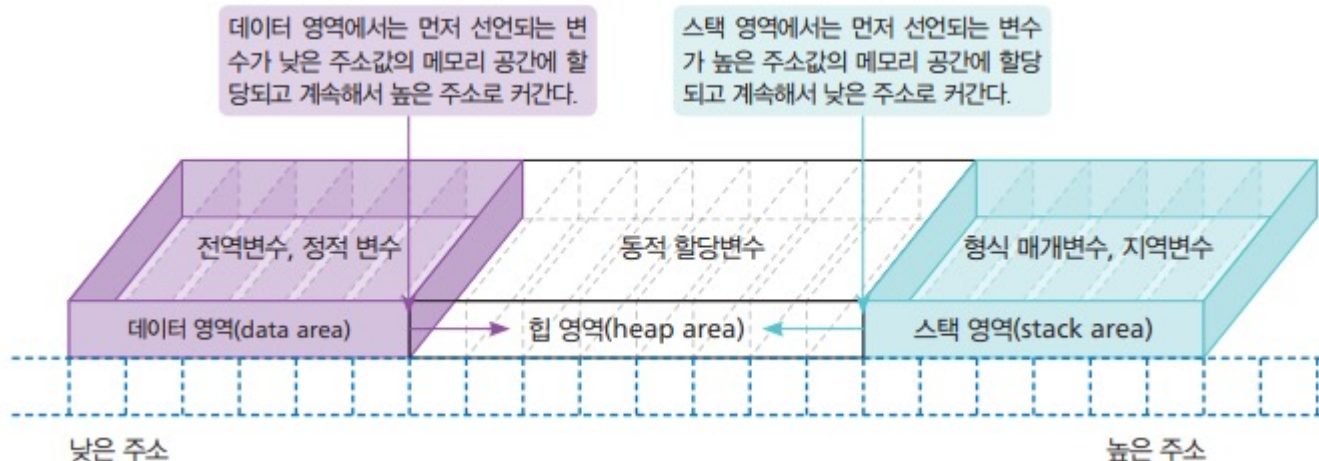 데이터 영역에서는 먼저 선언되는 변
수가 낮은 주소값의 메모리 공간에 할
당되고 계속해서 높은 주소로 커간다.
스택 영역에서는 먼저 선언되는 변수
가 높은 주소값의 메모리 공간에 할당
되고 계속해서 낮은 주소로 커간다.
전역변수, 정적 변수
동적 할당변수
형식 매개변수, 지역변수
데이터 영역(data area)
힙 영역(heap area)
스택 영역(stack area)
낮은 주소
높은 주소